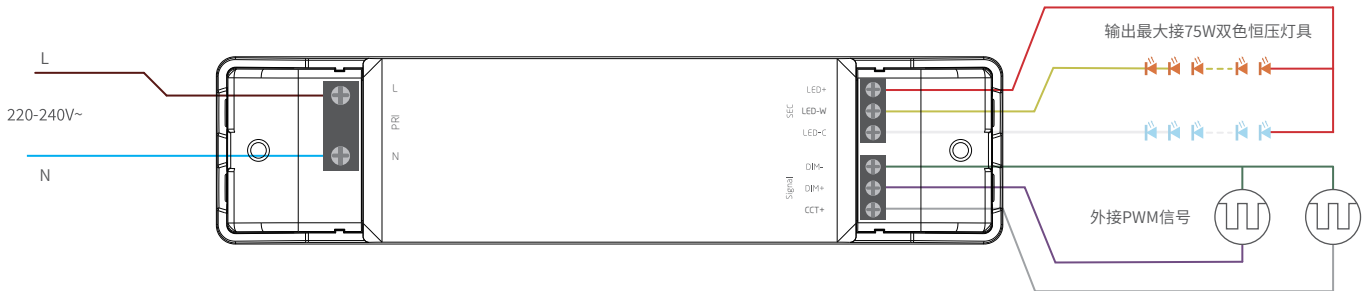 L
220-240V~
N
L
PRI
N
LED+
LED-W
LED-C
SEC
DIM-
DIM+
CCT+
Signal
输出最大接75W双色恒压灯具
外接PWM信号